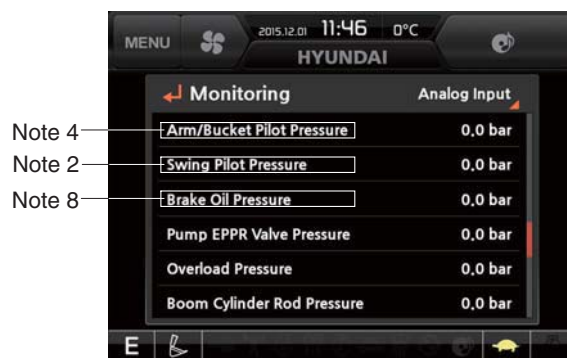 MENU 2015.12.01 11:46 0°C
HYUNDAI
Monitoring Analog Input
Note 4 Arm/Bucket Pilot Pressure 0.0 bar
Note 2 Swing Pilot Pressure 0.0 bar
Note 8 Brake Oil Pressure 0.0 bar
Pump EPPR Valve Pressure 0.0 bar
Overload Pressure 0.0 bar
Boom Cylinder Rod Pressure 0.0 bar
E